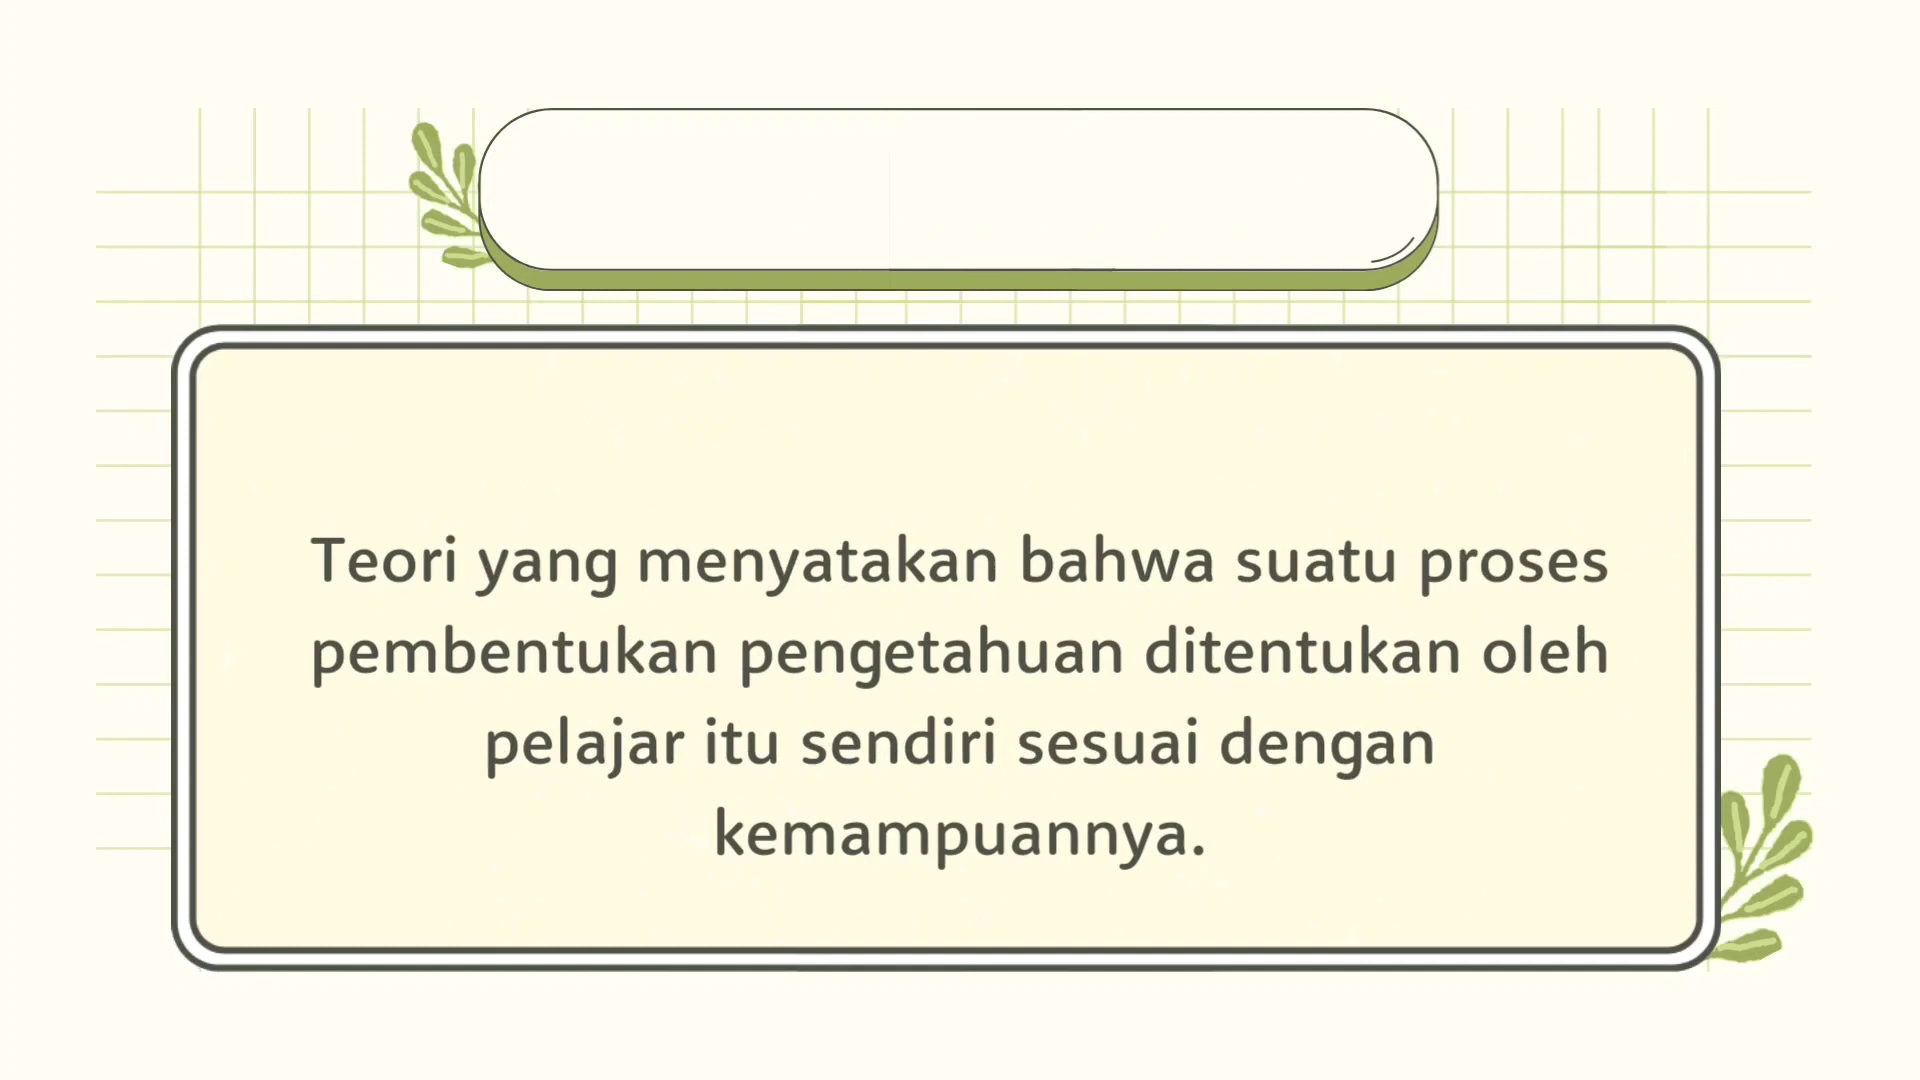 Teori yang menyatakan bahwa suatu proses
pembentukan pengetahuan ditentukan oleh
pelajar itu sendiri sesuai dengan
kemampuannya.